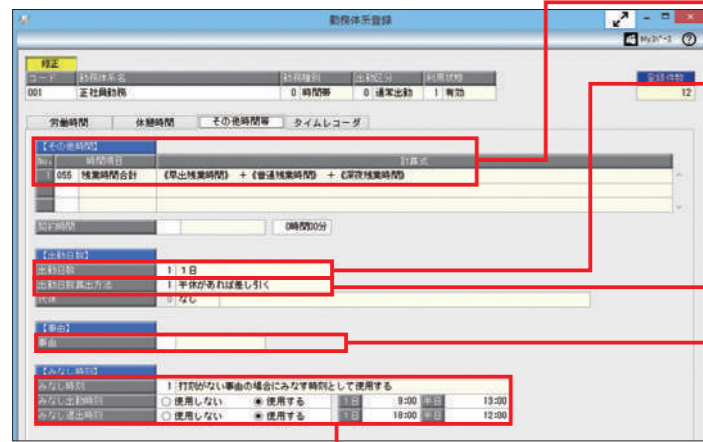 勤務体系登録
Myｽﾍﾟｰｽ
修正
コード 勤務体系名 勤務種別 出勤区分 利用状態 登録件数
001 正社員勤務 0 時間帯 0 通常出勤 1 有効 12
労働時間 休憩時間 その他時間等 タイムレコーダ
【その他時間】
No. 時間項目 計算式
1 055 残業時間合計 《早出残業時間》 + 《普通残業時間》 + 《深夜残業時間》
契約時間 0時間00分
【出勤日数】
出勤日数 1 1日
出勤日数算出方法 1 半休があれば差し引く
代休 0 なし
【事由】
事由
【みなし時刻】
みなし時刻 1 打刻がない事由の場合にみなす時刻として使用する
みなし出勤時刻 使用しない 使用する 1日 9:00 半日 13:00
みなし退出時刻 使用しない 使用する 1日 18:00 半日 12:00